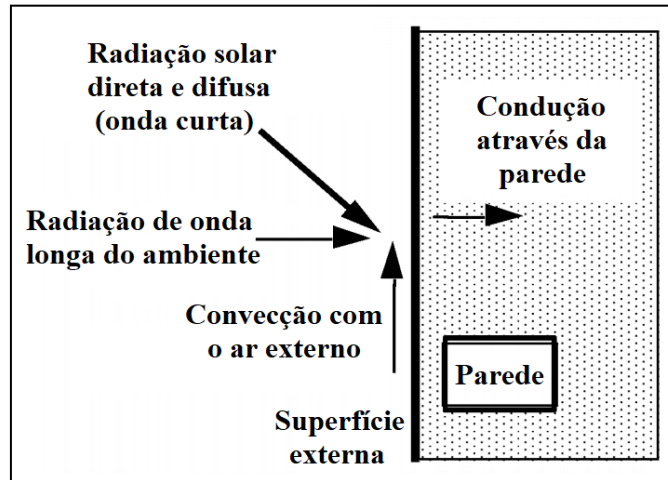 Radiação solar
direta e difusa
(onda curta)
Condução
através da
parede
Radiação de onda
longa do ambiente
Convecção com
o ar externo
Parede
Superfície
externa